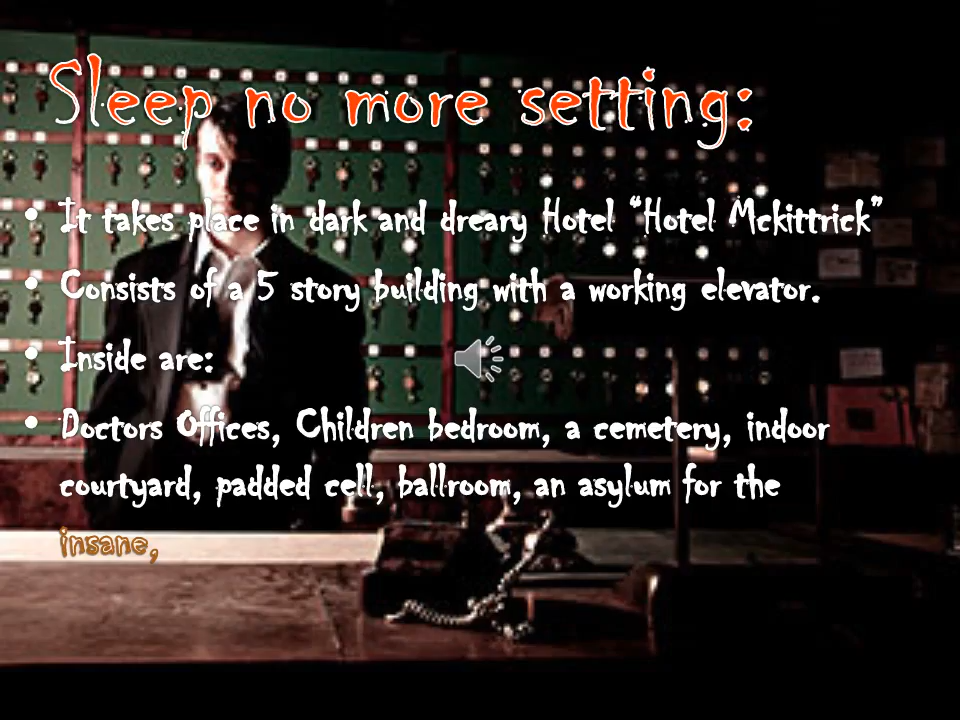 Sleep no more setting:
• It takes place in dark and dreary Hotel “Hotel Mckittrick”
• Consists of a 5 story building with a working elevator.
• Inside are:
• Doctors Offices, Children bedroom, a cemetery, indoor
courtyard, padded cell, ballroom, an asylum for the
insane,